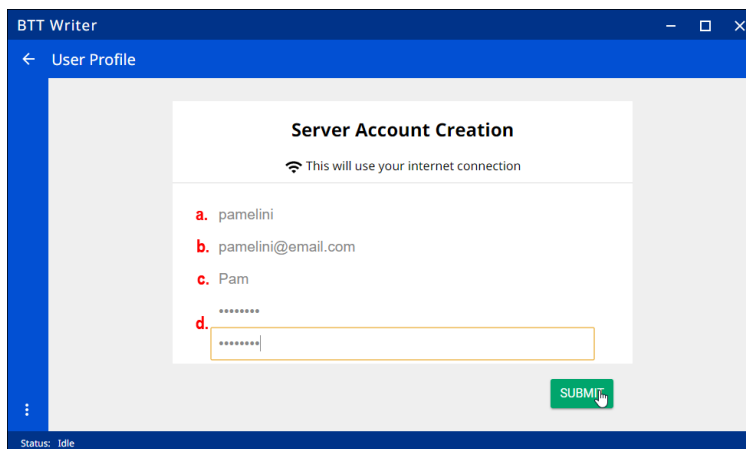 BTT Writer
User Profile
Server Account Creation
This will use your internet connection
a. pamelini
b. pamelini@email.com
c. Pam
••••••••
d.
••••••••
SUBMIT
Status: Idle